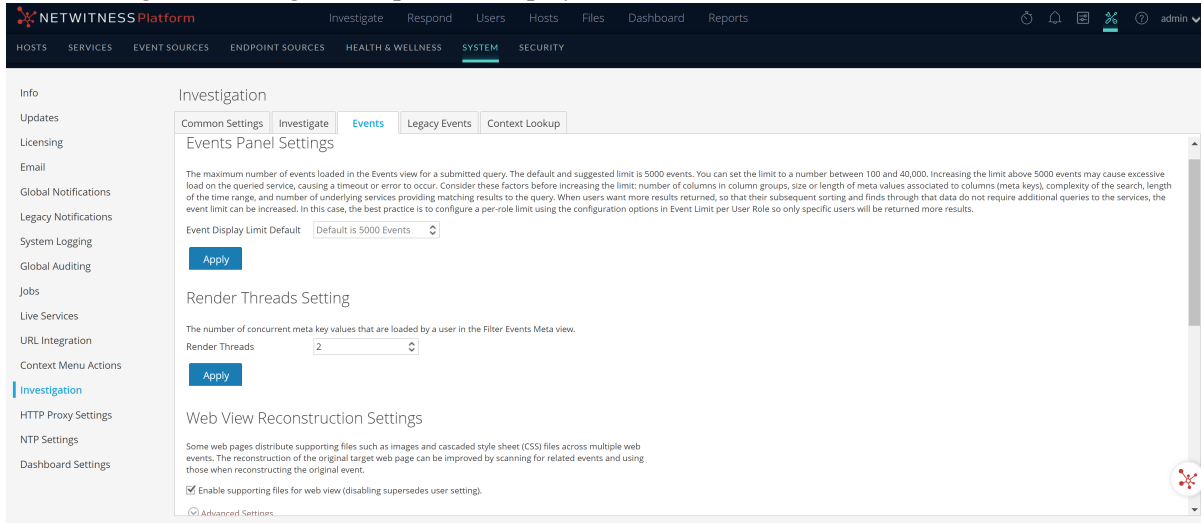 NETWITNESS Platform
Investigate Respond Users Hosts Files Dashboard Reports
admin
HOSTS SERVICES EVENT SOURCES ENDPOINT SOURCES HEALTH & WELLNESS SYSTEM SECURITY
Info
Updates
Licensing
Email
Global Notifications
Legacy Notifications
System Logging
Global Auditing
Jobs
Live Services
URL Integration
Context Menu Actions
Investigation
HTTP Proxy Settings
NTP Settings
Dashboard Settings
Investigation
Common Settings Investigate Events Legacy Events Context Lookup
Events Panel Settings
The maximum number of events loaded in the Events view for a submitted query. The default and suggested limit is 5000 events. You can set the limit to a number between 100 and 40,000. Increasing the limit above 5000 events may cause excessive
load on the queried service, causing a timeout or error to occur. Consider these factors before increasing the limit: number of columns in column groups, size or length of meta values associated to columns (meta keys), complexity of the search, length
of the time range, and number of underlying services providing matching results to the query. When users want more results returned, so that their subsequent sorting and finds through that data do not require additional queries to the services, the
event limit can be increased. In this case, the best practice is to configure a per-role limit using the configuration options in Event Limit per User Role so only specific users will be returned more results.
Event Display Limit Default Default is 5000 Events
Apply
Render Threads Setting
The number of concurrent meta key values that are loaded by a user in the Filter Events Meta view.
Render Threads 2
Apply
Web View Reconstruction Settings
Some web pages distribute supporting files such as images and cascaded style sheet (CSS) files across multiple web
events. The reconstruction of the original target web page can be improved by scanning for related events and using
those when reconstructing the original event.
Enable supporting files for web view (disabling supersedes user setting).
Advanced Settings